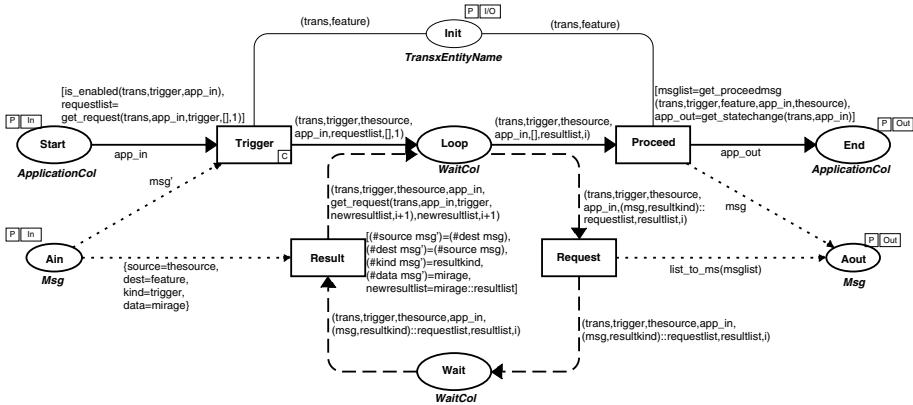 P I/O
(trans,feature)
Init
(trans,feature)
TransxEntityName
[is_enabled(trans,trigger,app_in),
requestlist=
get_request(trans,app_in,trigger,[],1)]
[msglist=get_proceedmsg
(trans,trigger,feature,app_in,thesource),
app_out=get_statechange(trans,app_in)]
P In
(trans,trigger,thesource,
app_in,requestlist,[],1)
(trans,trigger,thesource,
app_in,[],resultlist,i)
P Out
Start
app_in
Trigger
C
Loop
Proceed
app_out
End
ApplicationCol
WaitCol
ApplicationCol
msg'
(trans,trigger,thesource,app_in,
get_request(trans,app_in,trigger,
newresultlist,i+1),newresultlist,i+1)
(trans,trigger,thesource,
app_in,(msg,resultkind)::
requestlist,resultlist,i)
msg
P In
P Out
Ain
Msg
{source=thesource,
dest=feature,
kind=trigger,
data=mirage}
Result
[(#source msg')=(#dest msg),
(#dest msg')=(#source msg),
(#kind msg')=resultkind,
(#data msg')=mirage,
newresultlist=mirage::resultlist]
Request
list_to_ms(msglist)
Aout
Msg
(trans,trigger,thesource,app_in,
(msg,resultkind)::requestlist,resultlist,i)
(trans,trigger,thesource,app_in,
(msg,resultkind)::requestlist,resultlist,i)
Wait
WaitCol